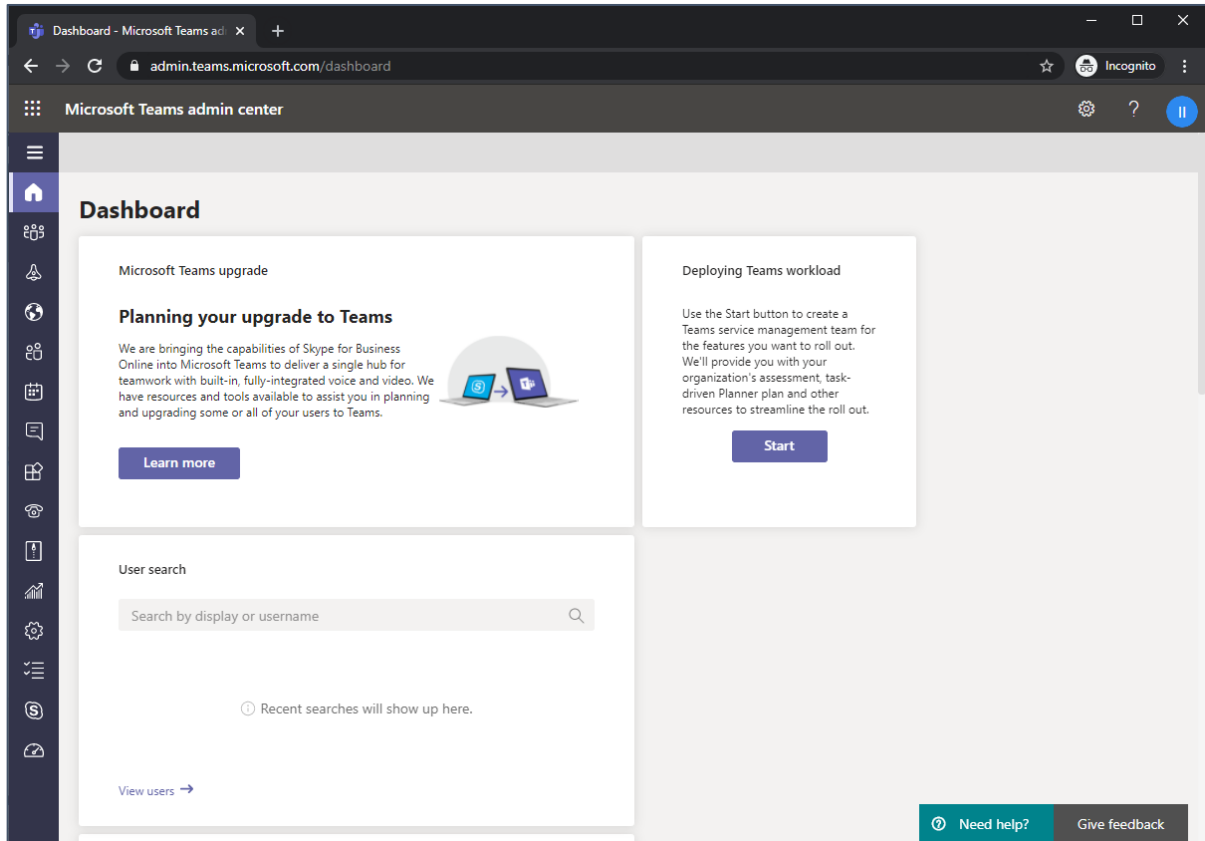 Dashboard - Microsoft Teams ad
admin.teams.microsoft.com/dashboard
Incognito
Microsoft Teams admin center
II
Dashboard
Microsoft Teams upgrade
Planning your upgrade to Teams
We are bringing the capabilities of Skype for Business
Online into Microsoft Teams to deliver a single hub for
teamwork with built-in, fully-integrated voice and video. We
have resources and tools available to assist you in planning
and upgrading some or all of your users to Teams.
Learn more
Deploying Teams workload
Use the Start button to create a
Teams service management team for
the features you want to roll out.
We'll provide you with your
organization's assessment, task-
driven Planner plan and other
resources to streamline the roll out.
Start
User search
Search by display or username
Recent searches will show up here.
View users
Need help?
Give feedback